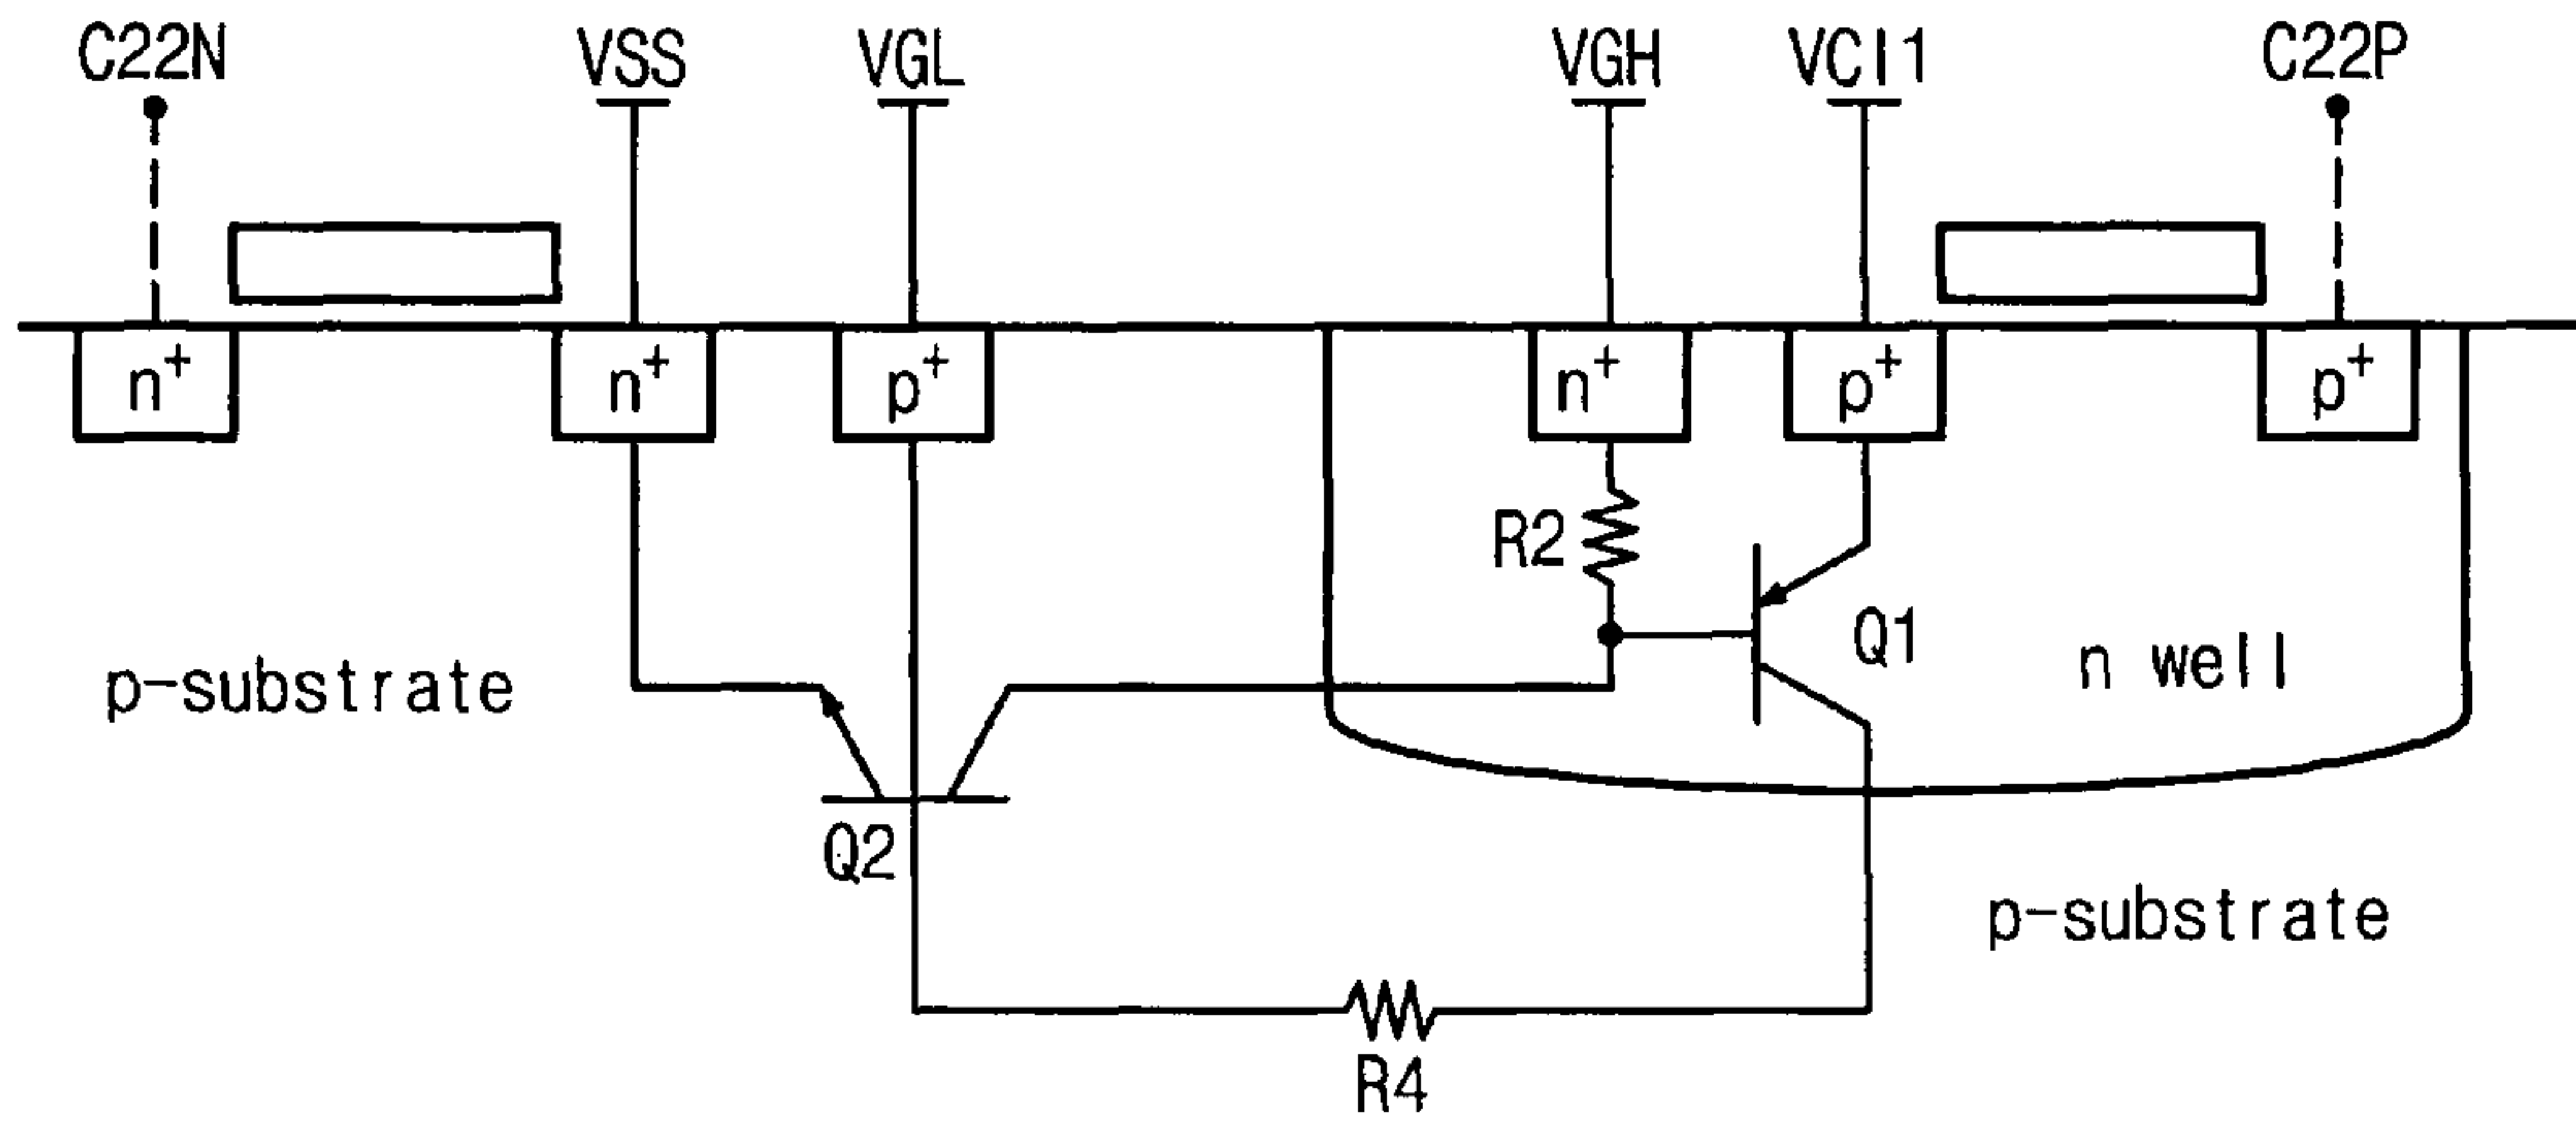 C22N VSS VGL VGH VCI1 C22P
n+ n+ p+ n+ p+ p+
R2
Q1
n well
p-substrate
Q2
p-substrate
R4